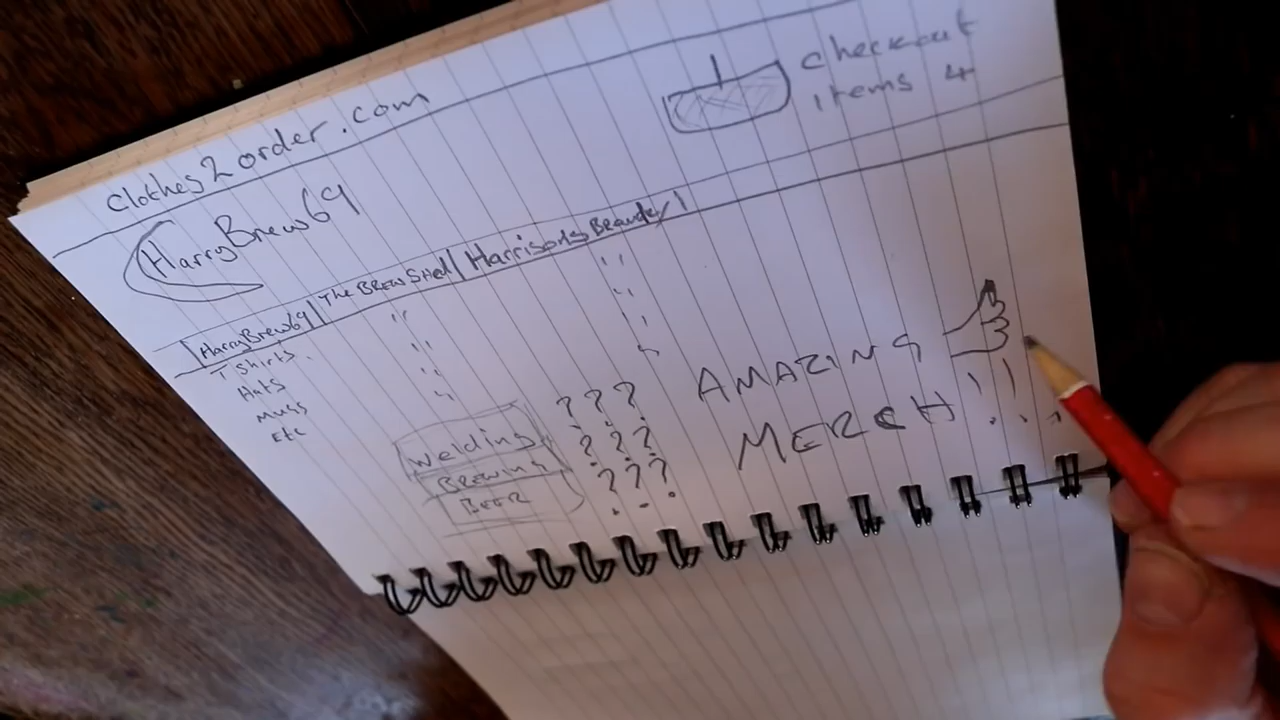 Clothes2order.com
checkout
items 4
HarryBrew69
HarryBrew69 | The BREW SHed | Harrisons
T Shirts " "
Hats " "
Mugs " "
Etc " "
Welding ? ? ?
BREWING ? ? ?
BEER ? ? ?
AMAZING
MERCH !!